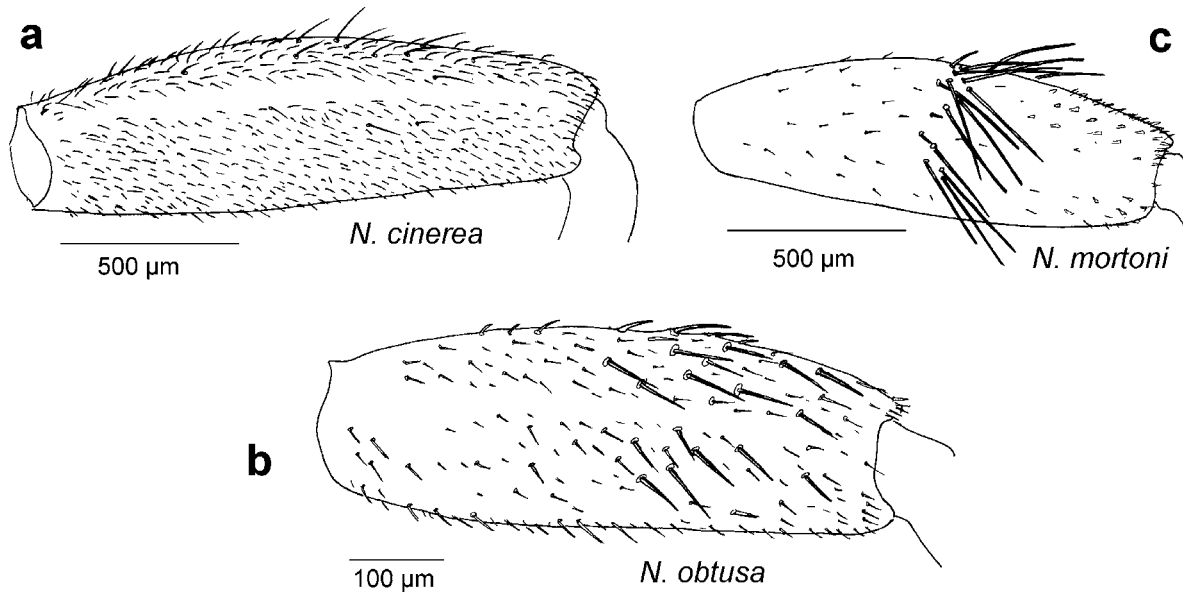 a
N. cinerea
500 µm
c
N. mortoni
500 µm
b
N. obtusa
100 µm